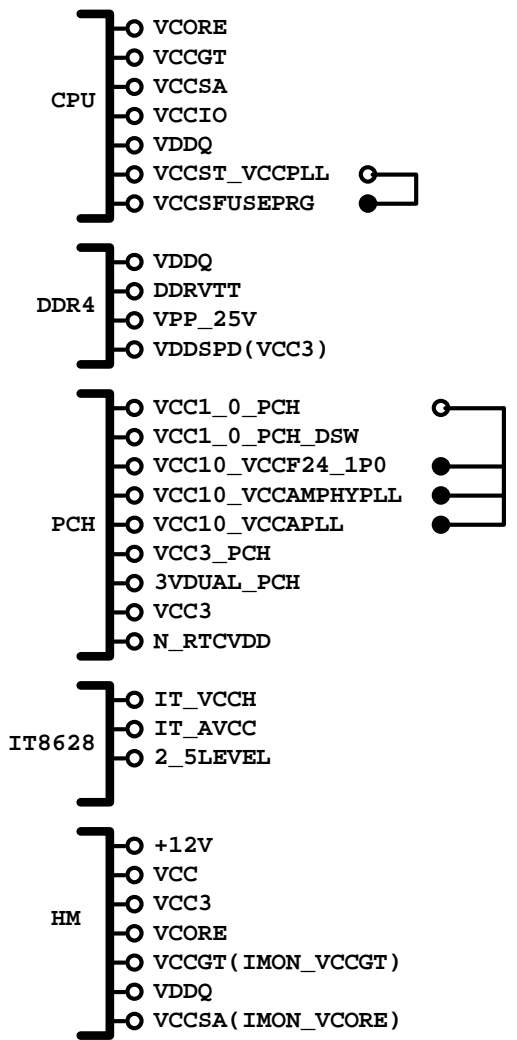 VCORE
VCCGT
VCCSA
CPU
VCCIO
VDDQ
VCCST_VCCPLL
VCCSFUSEPRG
VDDQ
DDRVTT
DDR4
VPP_25V
VDDSPD(VCC3)
VCC1_0_PCH
VCC1_0_PCH_DSW
VCC10_VCCF24_1P0
VCC10_VCCAMPHYPLL
PCH
VCC10_VCCAPLL
VCC3_PCH
3VDUAL_PCH
VCC3
N_RTCVDD
IT_VCCH
IT_AVCC
IT8628
2_5LEVEL
+12V
VCC
VCC3
HM
VCORE
VCCGT(IMON_VCCGT)
VDDQ
VCCSA(IMON_VCORE)